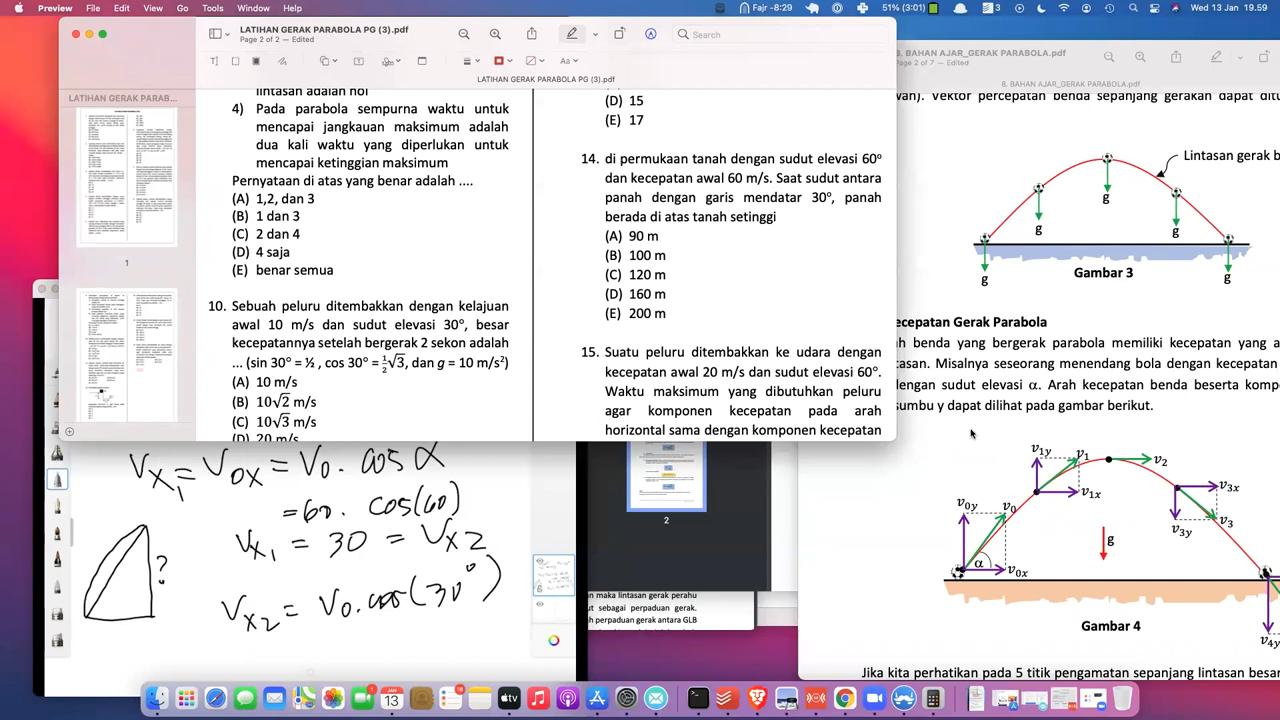 Preview
File
Edit
View
Go
Tools
Window
Help
Fajr -8:20
5% (0:30)
Wed 13 Jan 19.59
LATIHAN GERAK PARABOLA PG (3).pdf
Page 2 of 2 — Edited
Search
LATIHAN GERAK PARABOLA PG (3).pdf
LATIHAN GERAK PARAB...
1
lintasan adalah nol
4) Pada parabola sempurna waktu untuk
mencapai jangkauan maksimum adalah
dua kali waktu yang diperlukan untuk
mencapai ketinggian maksimum
Pernyataan diatas yang benar adalah ....
(A) 1,2, dan 3
(B) 1 dan 3
(C) 2 dan 4
(D) 4 saja
(E) benar semua
10. Sebuah peluru ditembakkan dengan kelajuan
awal 20 m/s dan sudut elevasi 30°, besar
kecepatannya setelah bergerak 2 sekon adalah
... (sin 30° = ½ , cos 30° = ½√3, dan g = 10 m/s²)
(A) 10 m/s
(B) 10√2 m/s
(C) 10√3 m/s
(D) 20 m/s
(D) 15
(E) 17
14. di permukaan tanah dengan sudut elevasi 60°
dan kecepatan awal 60 m/s. Saat sudut antara
panah dengan garis mendatar 30°, panah
berada di atas tanah setinggi
(A) 90 m
(B) 100 m
(C) 120 m
(D) 160 m
(E) 200 m
15. Suatu peluru ditembakkan ke udara dengan
kecepatan awal 20 m/s dan sudut elevasi 60°.
Waktu maksimum yang dibutuhkan peluru
agar komponen kecepatan pada arah
horizontal sama dengan komponen kecepatan
8. BAHAN AJAR_GERAK PARABOLA.pdf
Page 2 of 7 — Edited
8. BAHAN AJAR_GERAK PARABOLA.pdf
wan). Vektor percepatan benda sepanjang gerakan dapat ditu
Lintasan gerak b
g
g
g
g
g
Gambar 3
ecepatan Gerak Parabola
h benda yang bergerak parabola memiliki kecepatan yang a
tasan. Misalnya seseorang menendang bola dengan kecepatan
dengan sudut elevasi α. Arah kecepatan benda beserta komp
sumbu y dapat dilihat pada gambar berikut.
v1y v1 v2
v1x v3x
v0y v0 v3
v3y
g
α v0x
Gambar 4
v4y
Jika kita perhatikan pada 5 titik pengamatan sepanjang lintasan besar
Vx1 = V0x = V0 . cos α
= 60 . cos(60)
Vx1 = 30 = Vx2
?
Vx2 = V0 . cos(30°)
2
an maka lintasan gerak perahu
ut sebagai perpaduan gerak.
h perpaduan gerak antara GLB